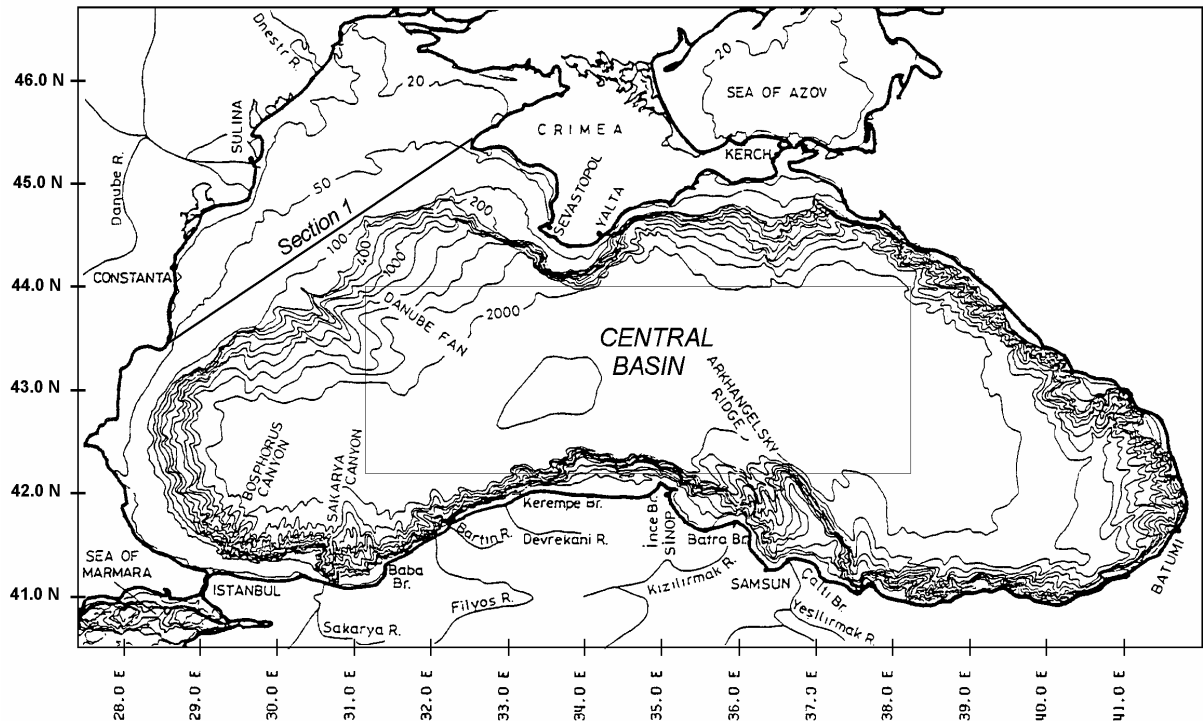 Dnestr R.
46.0 N
20
20
SEA OF AZOV
SULINA
CRIMEA
KERCH
Danube R.
45.0 N
50
SEVASTOPOL
YALTA
200
Section 1
100
400
1000
CONSTANTA
44.0 N
DANUBE FAN
2000
CENTRAL
BASIN
43.0 N
ARKHANGELSKY
RIDGE
BOSPHORUS
CANYON
SAKARYA
CANYON
42.0 N
Kerempe Br.
İnce Br.
SİNOP
Bartın R.
Devrekani R.
Batra Br.
SEA OF
MARMARA
ISTANBUL
Baba
Br.
BATUMI
41.0 N
Filyos R.
Kızılırmak R.
SAMSUN
Çaltı Br.
Sakarya R.
Yeşilırmak R.
28.0 E
29.0 E
30.0 E
31.0 E
32.0 E
33.0 E
34.0 E
35.0 E
36.0 E
37.0 E
38.0 E
39.0 E
40.0 E
41.0 E